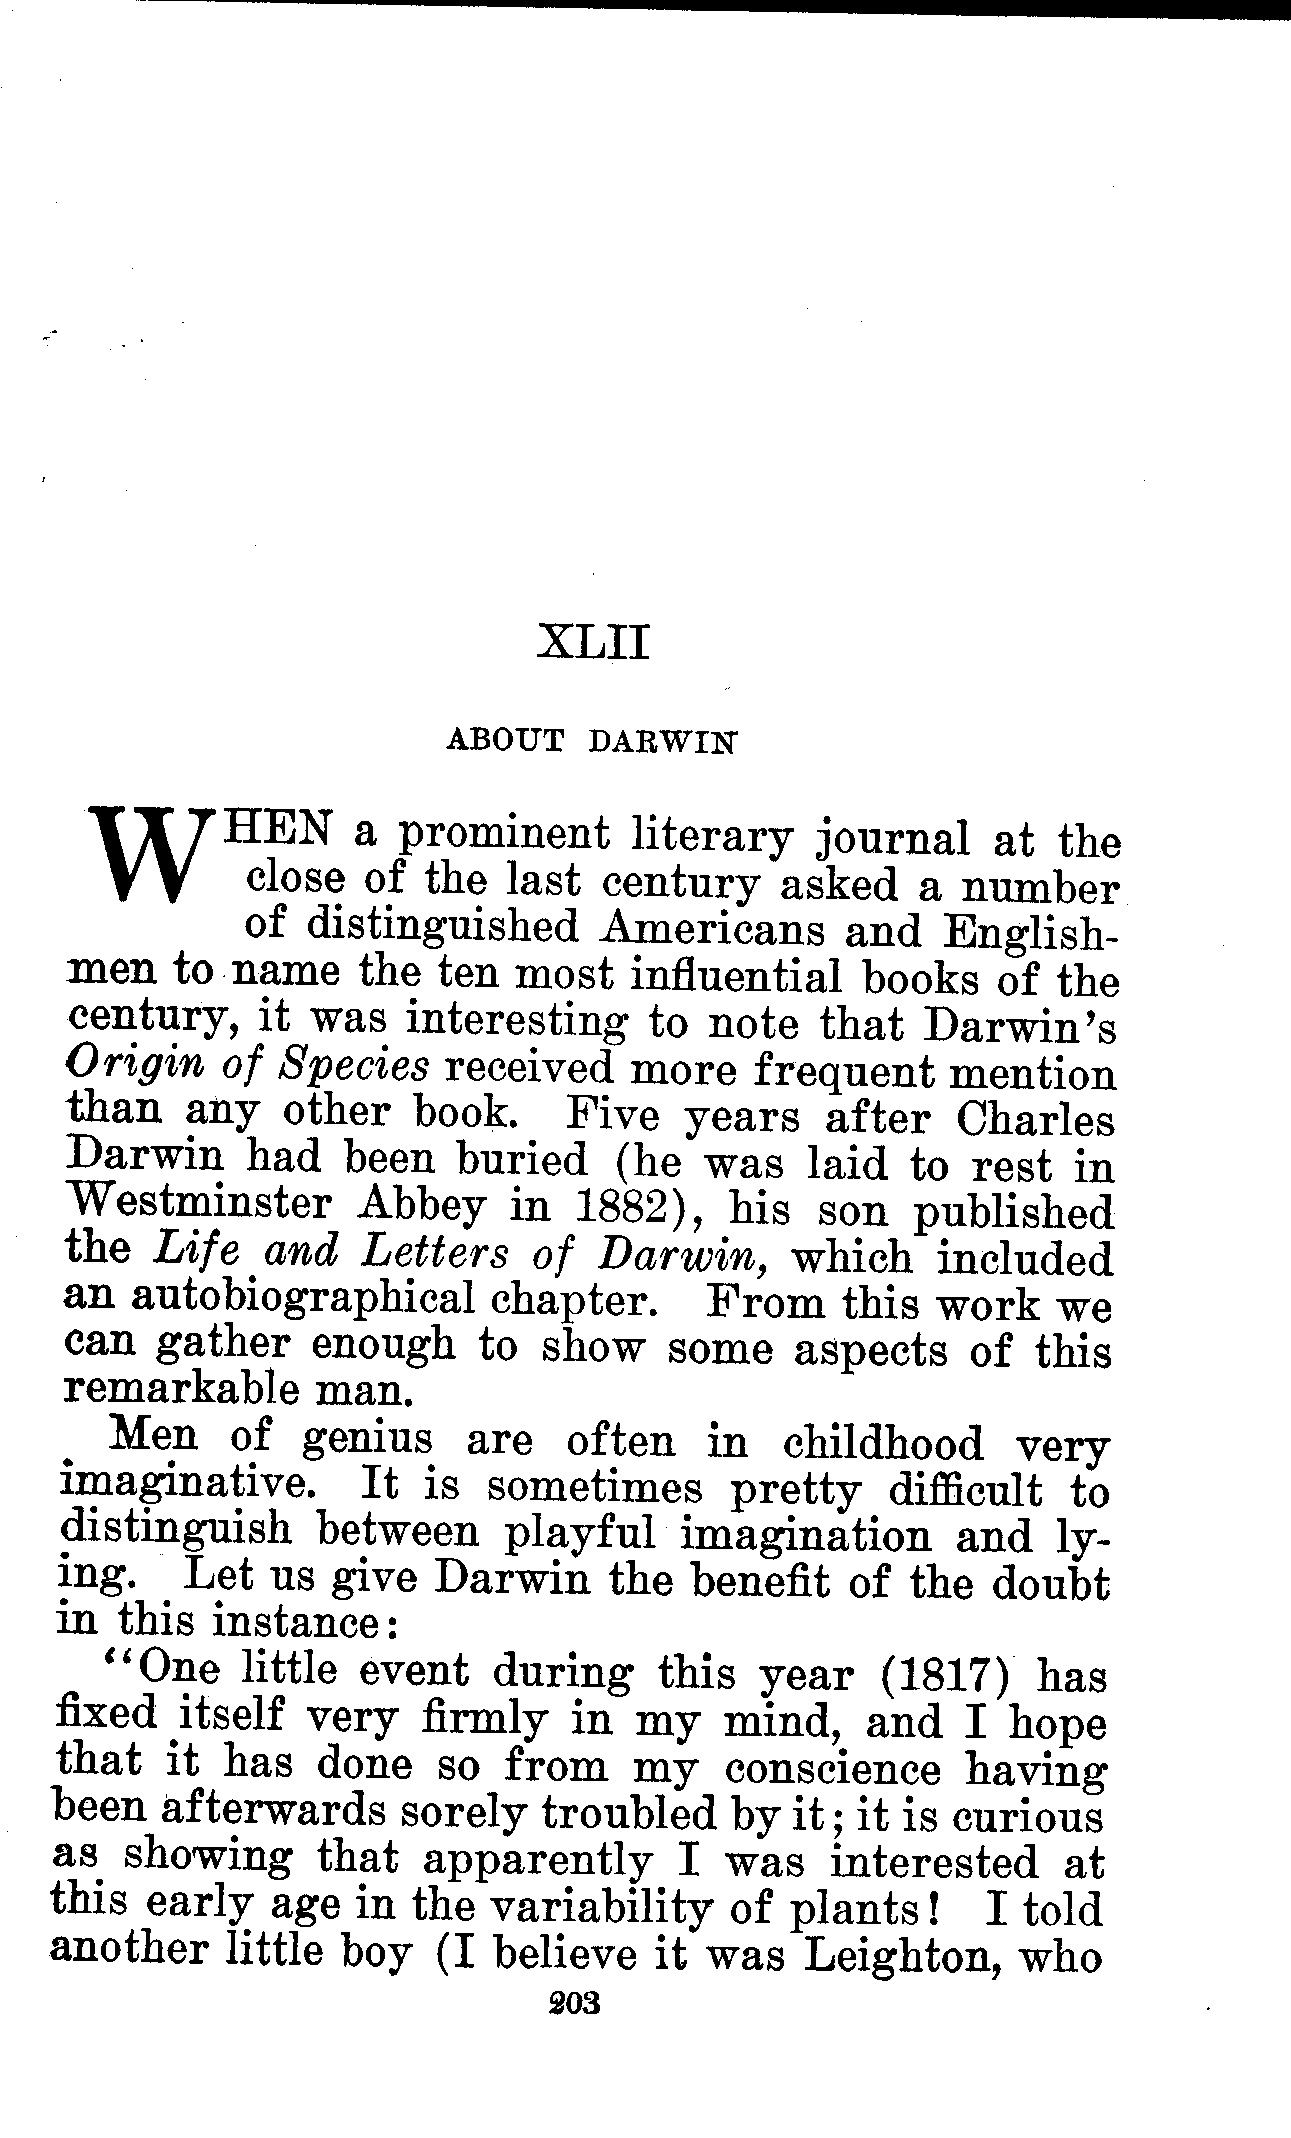 XLII
ABOUT DARWIN
WHEN a prominent literary journal at the
close of the last century asked a number
of distinguished Americans and English-
men to name the ten most influential books of the
century, it was interesting to note that Darwin's
Origin of Species received more frequent mention
than any other book. Five years after Charles
Darwin had been buried (he was laid to rest in
Westminster Abbey in 1882), his son published
the Life and Letters of Darwin, which included
an autobiographical chapter. From this work we
can gather enough to show some aspects of this
remarkable man.
Men of genius are often in childhood very
imaginative. It is sometimes pretty difficult to
distinguish between playful imagination and ly-
ing. Let us give Darwin the benefit of the doubt
in this instance:
"One little event during this year (1817) has
fixed itself very firmly in my mind, and I hope
that it has done so from my conscience having
been afterwards sorely troubled by it; it is curious
as showing that apparently I was interested at
this early age in the variability of plants! I told
another little boy (I believe it was Leighton, who
203